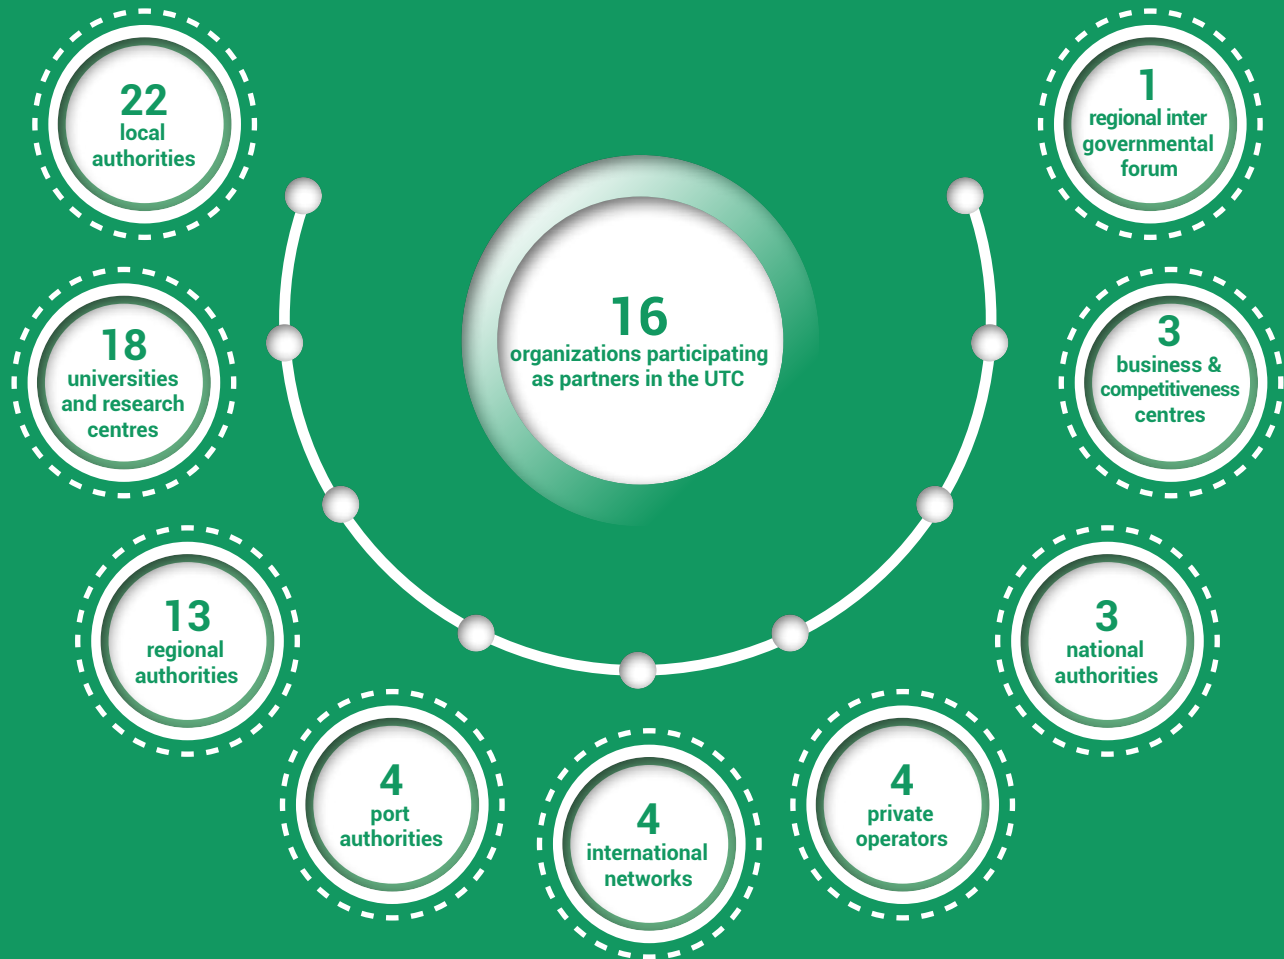 22
local
authorities
18
universities
and research
centres
13
regional
authorities
4
port
authorities
4
international
networks
4
private
operators
3
national
authorities
3
business &
competitiveness
centres
1
regional inter
governmental
forum
16
organizations participating
as partners in the UTC